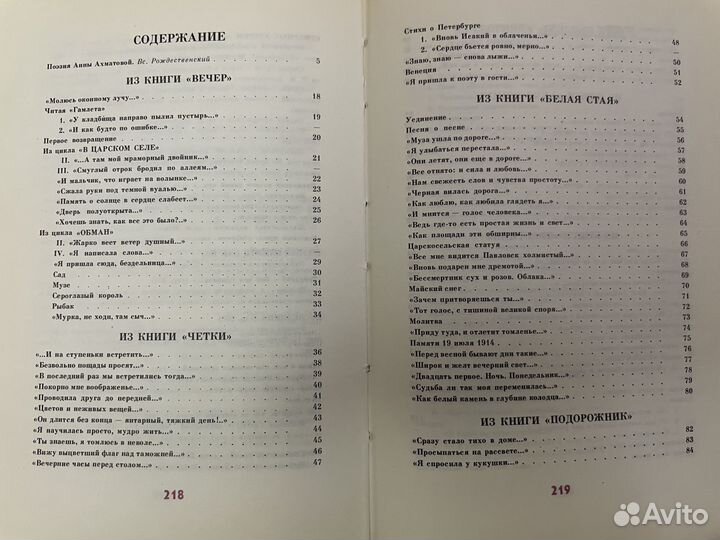 СОДЕРЖАНИЕ
Поэзия Анны Ахматовой. Вс. Рождественский 5
ИЗ КНИГИ «ВЕЧЕР»
«Молюсь оконному лучу...» 18
Читая «Гамлета»
1. «У кладбища направо пылил пустырь...» 19
2. «И как будто по ошибке...» —
Первое возвращение 20
Из цикла «В ЦАРСКОМ СЕЛЕ»
II. «...А там мой мраморный двойник...» 21
III. «Смуглый отрок бродил по аллеям...» —
«И мальчик, что играет на волынке...» 22
«Сжала руки под темной вуалью...» 23
«Память о солнце в сердце слабеет...» 24
«Дверь полуоткрыта...» 25
«Хочешь знать, как все это было?..» 26
Из цикла «ОБМАН»
II. «Жарко веет ветер душный...» 27
IV. «Я написала слова...» —
«Я пришла сюда, бездельница...» 29
Сад 30
Музе 31
Сероглазый король 32
Рыбак 33
«Мурка, не ходи, там сыч...» 34
ИЗ КНИГИ «ЧЕТКИ»
«...И на ступеньки встретить...» 36
«Безвольно пощады просят...» 38
«В последний раз мы встретились тогда...» 39
«Покорно мне воображенье...» 40
«Проводила друга до передней...» 41
«Цветов и неживых вещей...» 42
«Он длится без конца — янтарный, тяжкий день!..» 43
«Я научилась просто, мудро жить...» 44
«Ты знаешь, я томлюсь в неволе...» 45
«Вижу выцветший флаг над таможней...» 46
«Вечерние часы перед столом...» 47
218
Стихи о Петербурге
1. «Вновь Исакий в облаченьи...» 48
2. «Сердце бьется ровно, мерно...» —
«Знаю, знаю — снова лыжи...» 50
Венеция 51
«Я пришла к поэту в гости...» 52
ИЗ КНИГИ «БЕЛАЯ СТАЯ»
Уединение 54
Песня о песне 55
«Муза ушла по дороге...» 56
«Я улыбаться перестала...» 57
«Они летят, они еще в дороге...» 58
«Все отнято: и сила и любовь...» 59
«Нам свежесть слов и чувства простоту...» 60
«Черная вилась дорога...» 61
«Как люблю, как любила глядеть я...» 62
«И мнится — голос человека...» 63
«Ведь где-то есть простая жизнь и свет...» 64
«Как площади эти обширны...» 65
Царскосельская статуя 66
«Все мне видится Павловск холмистый...» 67
«Вновь подарен мне дремотой...» 68
«Бессмертник сух и розов. Облака...» 69
Майский снег 70
«Зачем притворяешься ты...» 71
«Тот голос, с тишиной великой споря...» 72
Молитва 73
«Приду туда, и отлетит томленье...» 74
Памяти 19 июля 1914 75
«Перед весной бывают дни такие...» 76
«Широк и желт вечерний свет...» 77
«Двадцать первое. Ночь. Понедельник...» 78
«Судьба ли так моя переменилась...» 79
«Как белый камень в глубине колодца...» 80
ИЗ КНИГИ «ПОДОРОЖНИК»
«Сразу стало тихо в доме...» 82
«Просыпаться на рассвете...» 83
«Я спросила у кукушки...» 84
219
Avito